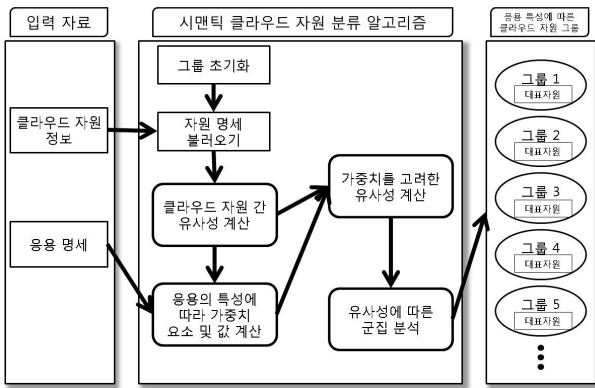 입력 자료
시맨틱 클라우드 자원 분류 알고리즘
응용 특성에 따른
클라우드 자원 그룹
클라우드 자원
정보
응용 명세
그룹 초기화
자원 명세
불러오기
클라우드 자원 간
유사성 계산
응용의 특성에
따라 가중치
요소 및 값 계산
가중치를 고려한
유사성 계산
유사성에 따른
군집 분석
그룹 1
대표자원
그룹 2
대표자원
그룹 3
대표자원
그룹 4
대표자원
그룹 5
대표자원